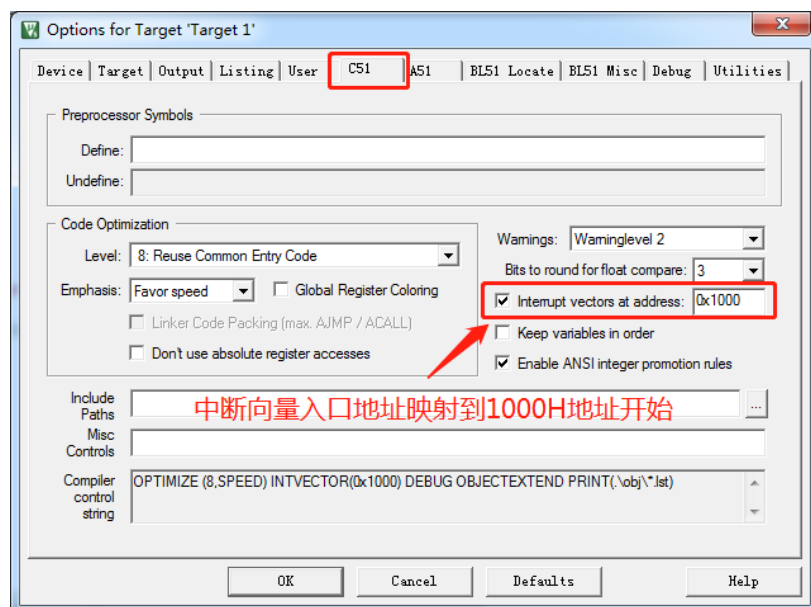 Options for Target 'Target 1'
Device Target Output Listing User C51 A51 BL51 Locate BL51 Misc Debug Utilities
Preprocessor Symbols
Define:
Undefine:
Code Optimization
Level: 8: Reuse Common Entry Code
Emphasis: Favor speed Global Register Coloring
Linker Code Packing (max. AJMP / ACALL)
Don't use absolute register accesses
Warnings: Warninglevel 2
Bits to round for float compare: 3
Interrupt vectors at address: 0x1000
Keep variables in order
Enable ANSI integer promotion rules
Include Paths
中断向量入口地址映射到1000H地址开始
...
Misc Controls
Compiler control string
OPTIMIZE (8,SPEED) INTVECTOR(0x1000) DEBUG OBJECTEXTEND PRINT(.\obj\*.lst)
OK Cancel Defaults Help